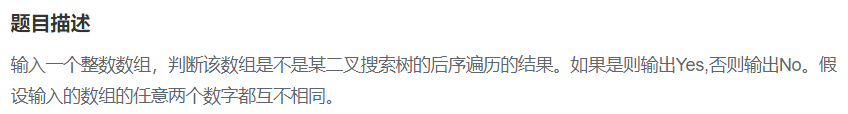 题目描述
输入一个整数数组，判断该数组是不是某二叉搜索树的后序遍历的结果。如果是则输出Yes,否则输出No。假
设输入的数组的任意两个数字都互不相同。